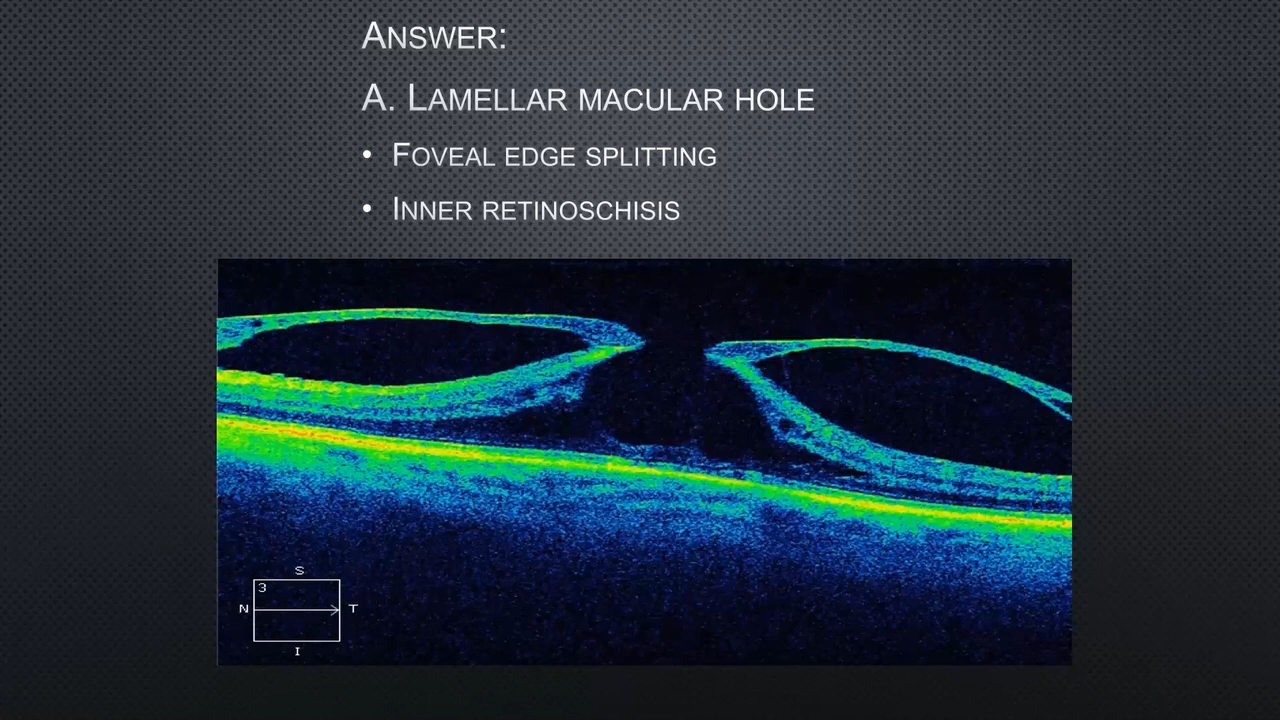 ANSWER:
A. LAMELLAR MACULAR HOLE
• FOVEAL EDGE SPLITTING
• INNER RETINOSCHISIS
S
3
N T
I